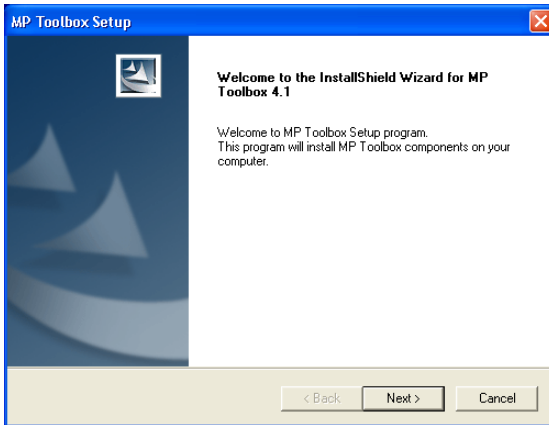 MP Toolbox Setup
Welcome to the InstallShield Wizard for MP
Toolbox 4.1
Welcome to MP Toolbox Setup program.
This program will install MP Toolbox components on your
computer.
< Back
Next >
Cancel